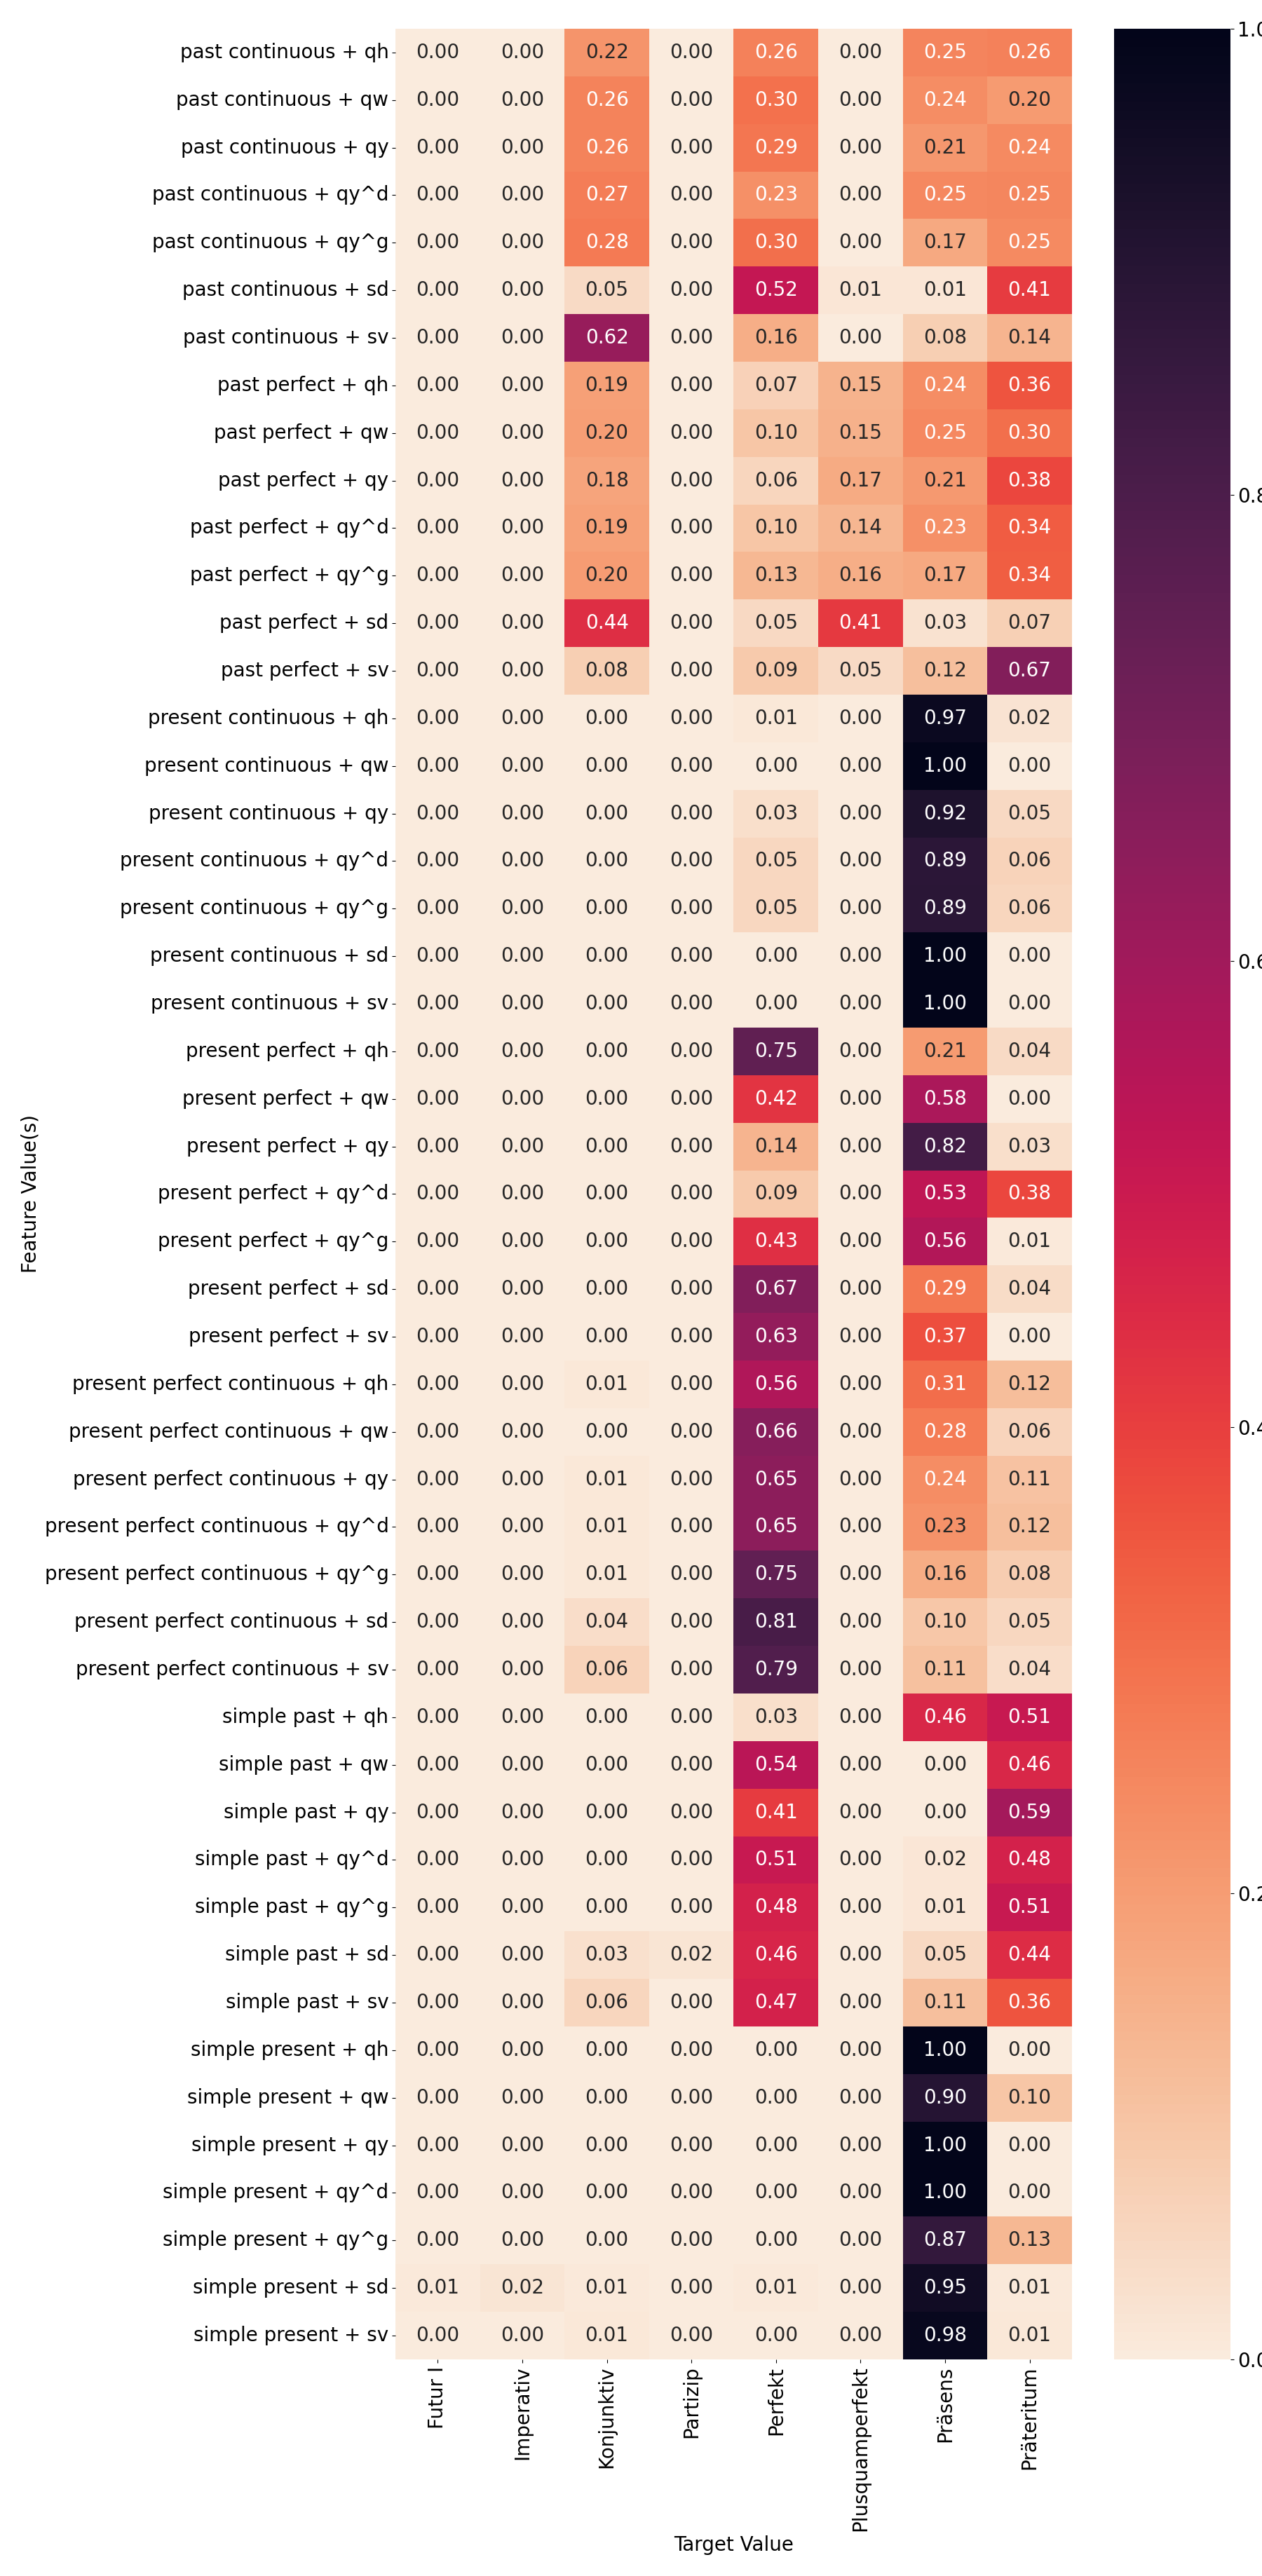 past continuous + qh 0.00 0.00 0.22 0.00 0.26 0.00 0.25 0.26
past continuous + qw 0.00 0.00 0.26 0.00 0.30 0.00 0.24 0.20
past continuous + qy 0.00 0.00 0.26 0.00 0.29 0.00 0.21 0.24
past continuous + qy^d 0.00 0.00 0.27 0.00 0.23 0.00 0.25 0.25
past continuous + qy^g 0.00 0.00 0.28 0.00 0.30 0.00 0.17 0.25
past continuous + sd 0.00 0.00 0.05 0.00 0.52 0.01 0.01 0.41
past continuous + sv 0.00 0.00 0.62 0.00 0.16 0.00 0.08 0.14
past perfect + qh 0.00 0.00 0.19 0.00 0.07 0.15 0.24 0.36
past perfect + qw 0.00 0.00 0.20 0.00 0.10 0.15 0.25 0.30
past perfect + qy 0.00 0.00 0.18 0.00 0.06 0.17 0.21 0.38
past perfect + qy^d 0.00 0.00 0.19 0.00 0.10 0.14 0.23 0.34
past perfect + qy^g 0.00 0.00 0.20 0.00 0.13 0.16 0.17 0.34
past perfect + sd 0.00 0.00 0.44 0.00 0.05 0.41 0.03 0.07
past perfect + sv 0.00 0.00 0.08 0.00 0.09 0.05 0.12 0.67
present continuous + qh 0.00 0.00 0.00 0.00 0.01 0.00 0.97 0.02
present continuous + qw 0.00 0.00 0.00 0.00 0.00 0.00 1.00 0.00
present continuous + qy 0.00 0.00 0.00 0.00 0.03 0.00 0.92 0.05
present continuous + qy^d 0.00 0.00 0.00 0.00 0.05 0.00 0.89 0.06
present continuous + qy^g 0.00 0.00 0.00 0.00 0.05 0.00 0.89 0.06
present continuous + sd 0.00 0.00 0.00 0.00 0.00 0.00 1.00 0.00
present continuous + sv 0.00 0.00 0.00 0.00 0.00 0.00 1.00 0.00
present perfect + qh 0.00 0.00 0.00 0.00 0.75 0.00 0.21 0.04
present perfect + qw 0.00 0.00 0.00 0.00 0.42 0.00 0.58 0.00
present perfect + qy 0.00 0.00 0.00 0.00 0.14 0.00 0.82 0.03
present perfect + qy^d 0.00 0.00 0.00 0.00 0.09 0.00 0.53 0.38
present perfect + qy^g 0.00 0.00 0.00 0.00 0.43 0.00 0.56 0.01
present perfect + sd 0.00 0.00 0.00 0.00 0.67 0.00 0.29 0.04
present perfect + sv 0.00 0.00 0.00 0.00 0.63 0.00 0.37 0.00
present perfect continuous + qh 0.00 0.00 0.01 0.00 0.56 0.00 0.31 0.12
present perfect continuous + qw 0.00 0.00 0.00 0.00 0.66 0.00 0.28 0.06
present perfect continuous + qy 0.00 0.00 0.01 0.00 0.65 0.00 0.24 0.11
present perfect continuous + qy^d 0.00 0.00 0.01 0.00 0.65 0.00 0.23 0.12
present perfect continuous + qy^g 0.00 0.00 0.01 0.00 0.75 0.00 0.16 0.08
present perfect continuous + sd 0.00 0.00 0.04 0.00 0.81 0.00 0.10 0.05
present perfect continuous + sv 0.00 0.00 0.06 0.00 0.79 0.00 0.11 0.04
simple past + qh 0.00 0.00 0.00 0.00 0.03 0.00 0.46 0.51
simple past + qw 0.00 0.00 0.00 0.00 0.54 0.00 0.00 0.46
simple past + qy 0.00 0.00 0.00 0.00 0.41 0.00 0.00 0.59
simple past + qy^d 0.00 0.00 0.00 0.00 0.51 0.00 0.02 0.48
simple past + qy^g 0.00 0.00 0.00 0.00 0.48 0.00 0.01 0.51
simple past + sd 0.00 0.00 0.03 0.02 0.46 0.00 0.05 0.44
simple past + sv 0.00 0.00 0.06 0.00 0.47 0.00 0.11 0.36
simple present + qh 0.00 0.00 0.00 0.00 0.00 0.00 1.00 0.00
simple present + qw 0.00 0.00 0.00 0.00 0.00 0.00 0.90 0.10
simple present + qy 0.00 0.00 0.00 0.00 0.00 0.00 1.00 0.00
simple present + qy^d 0.00 0.00 0.00 0.00 0.00 0.00 1.00 0.00
simple present + qy^g 0.00 0.00 0.00 0.00 0.00 0.00 0.87 0.13
simple present + sd 0.01 0.02 0.01 0.00 0.01 0.00 0.95 0.01
simple present + sv 0.00 0.00 0.01 0.00 0.00 0.00 0.98 0.01
Feature Value(s)
Futur I
Imperativ
Konjunktiv
Partizip
Perfekt
Plusquamperfekt
Präsens
Präteritum
Target Value